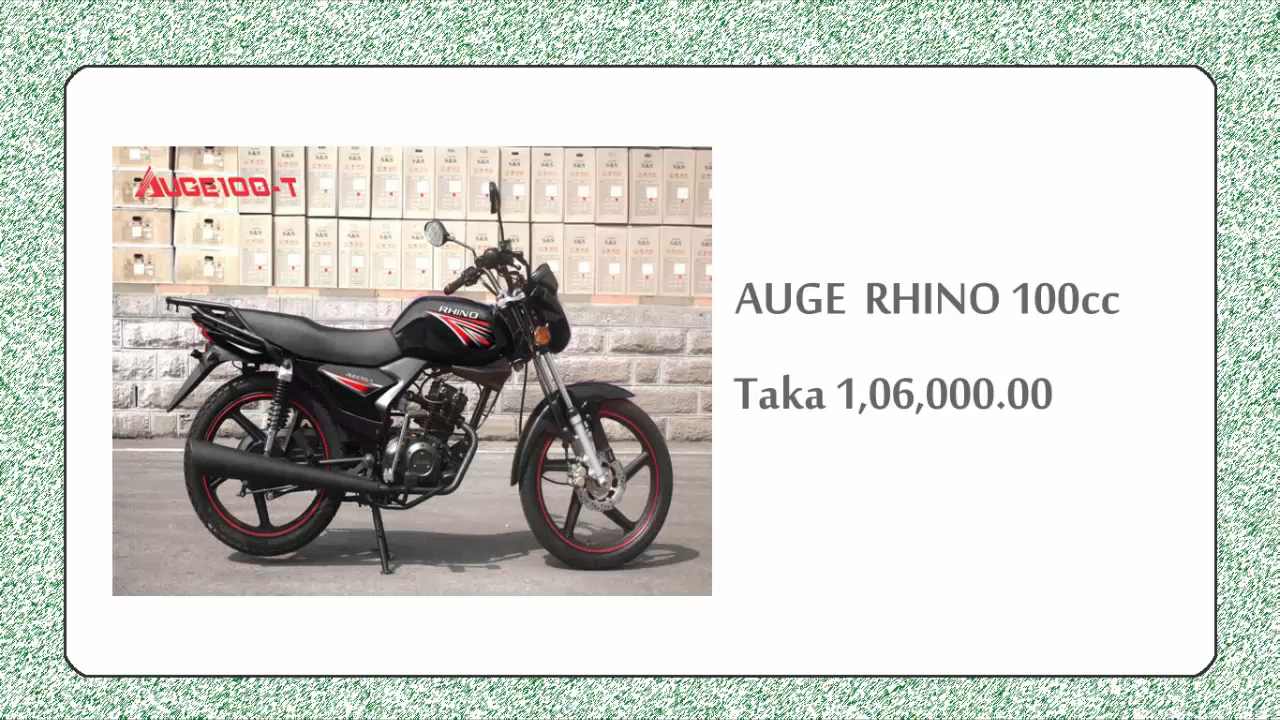 AUGE100-T
S&S
RHINO
AUGE RHINO 100cc
Taka 1,06,000.00